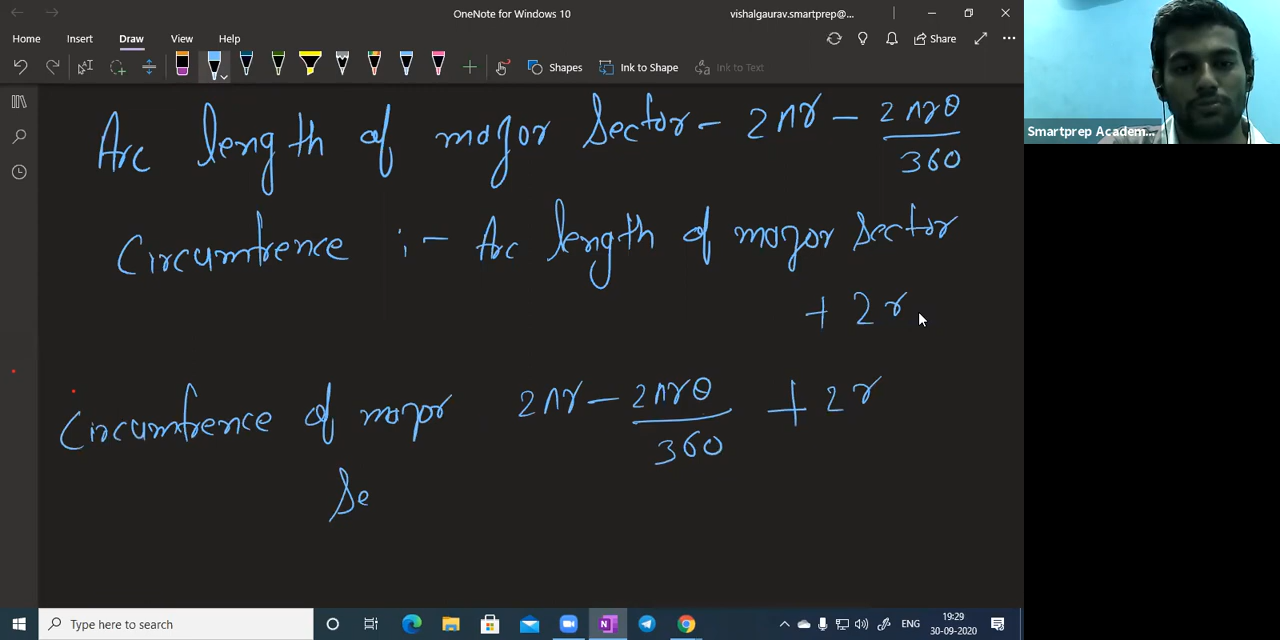 OneNote for Windows 10
vishalgaurav.smartprep@...
Home Insert Draw View Help
Share
Shapes Ink to Shape Ink to Text
Arc length of major Sector - 2πr - 2πrθ
360
Circumfrence :- Arc length of major Sector
+ 2r
Circumfrence of major 2πr - 2πrθ + 2r
360
Se
Smartprep Academ...
Type here to search
ENG
19:29
30-09-2020